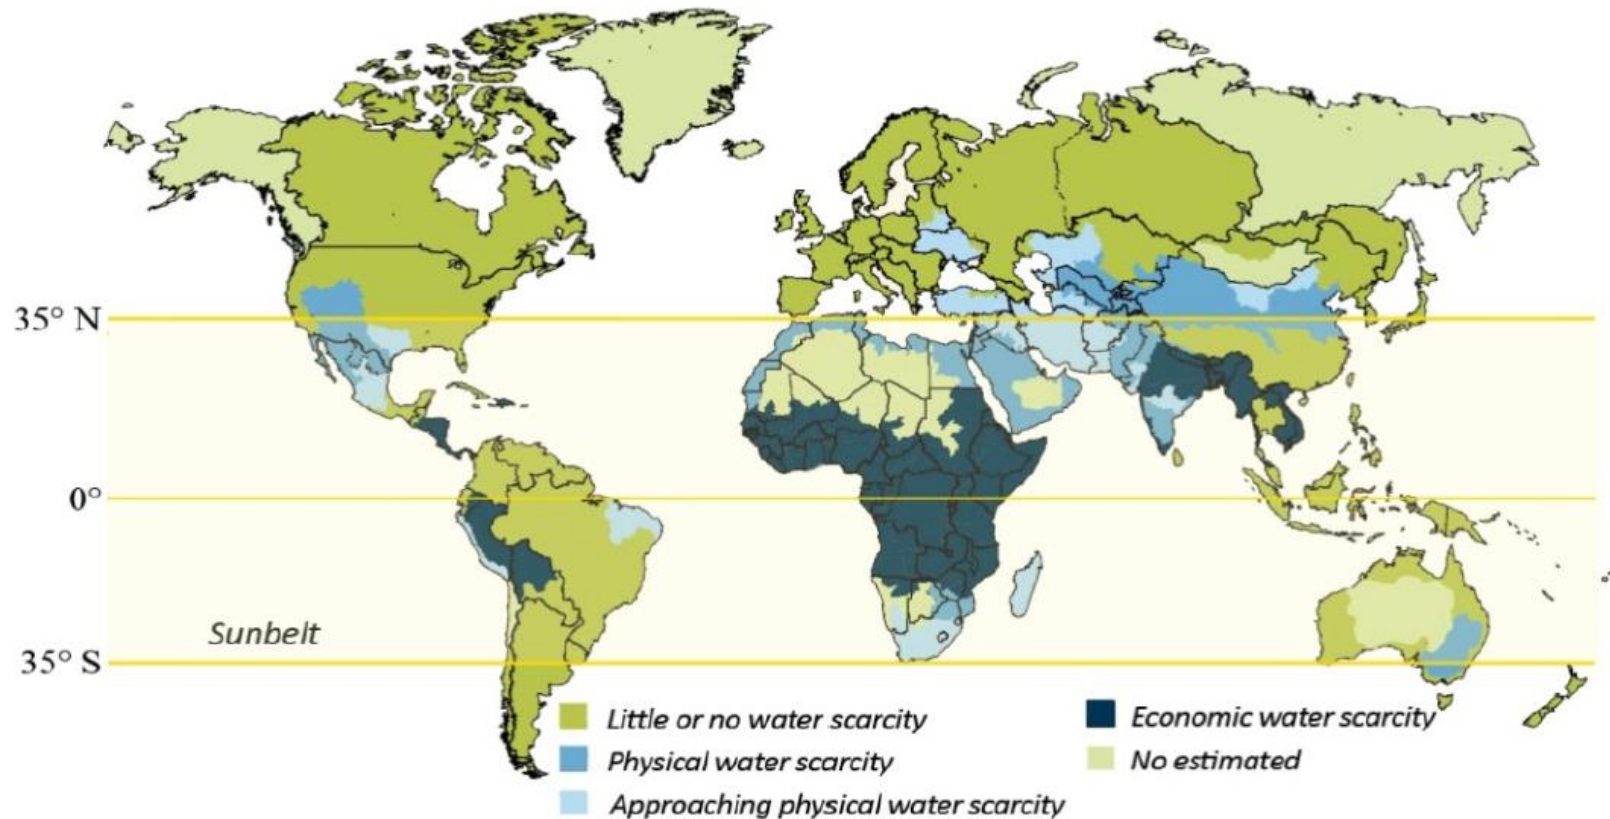 35° N
0°
Sunbelt
35° S
Little or no water scarcity
Physical water scarcity
Approaching physical water scarcity
Economic water scarcity
No estimated